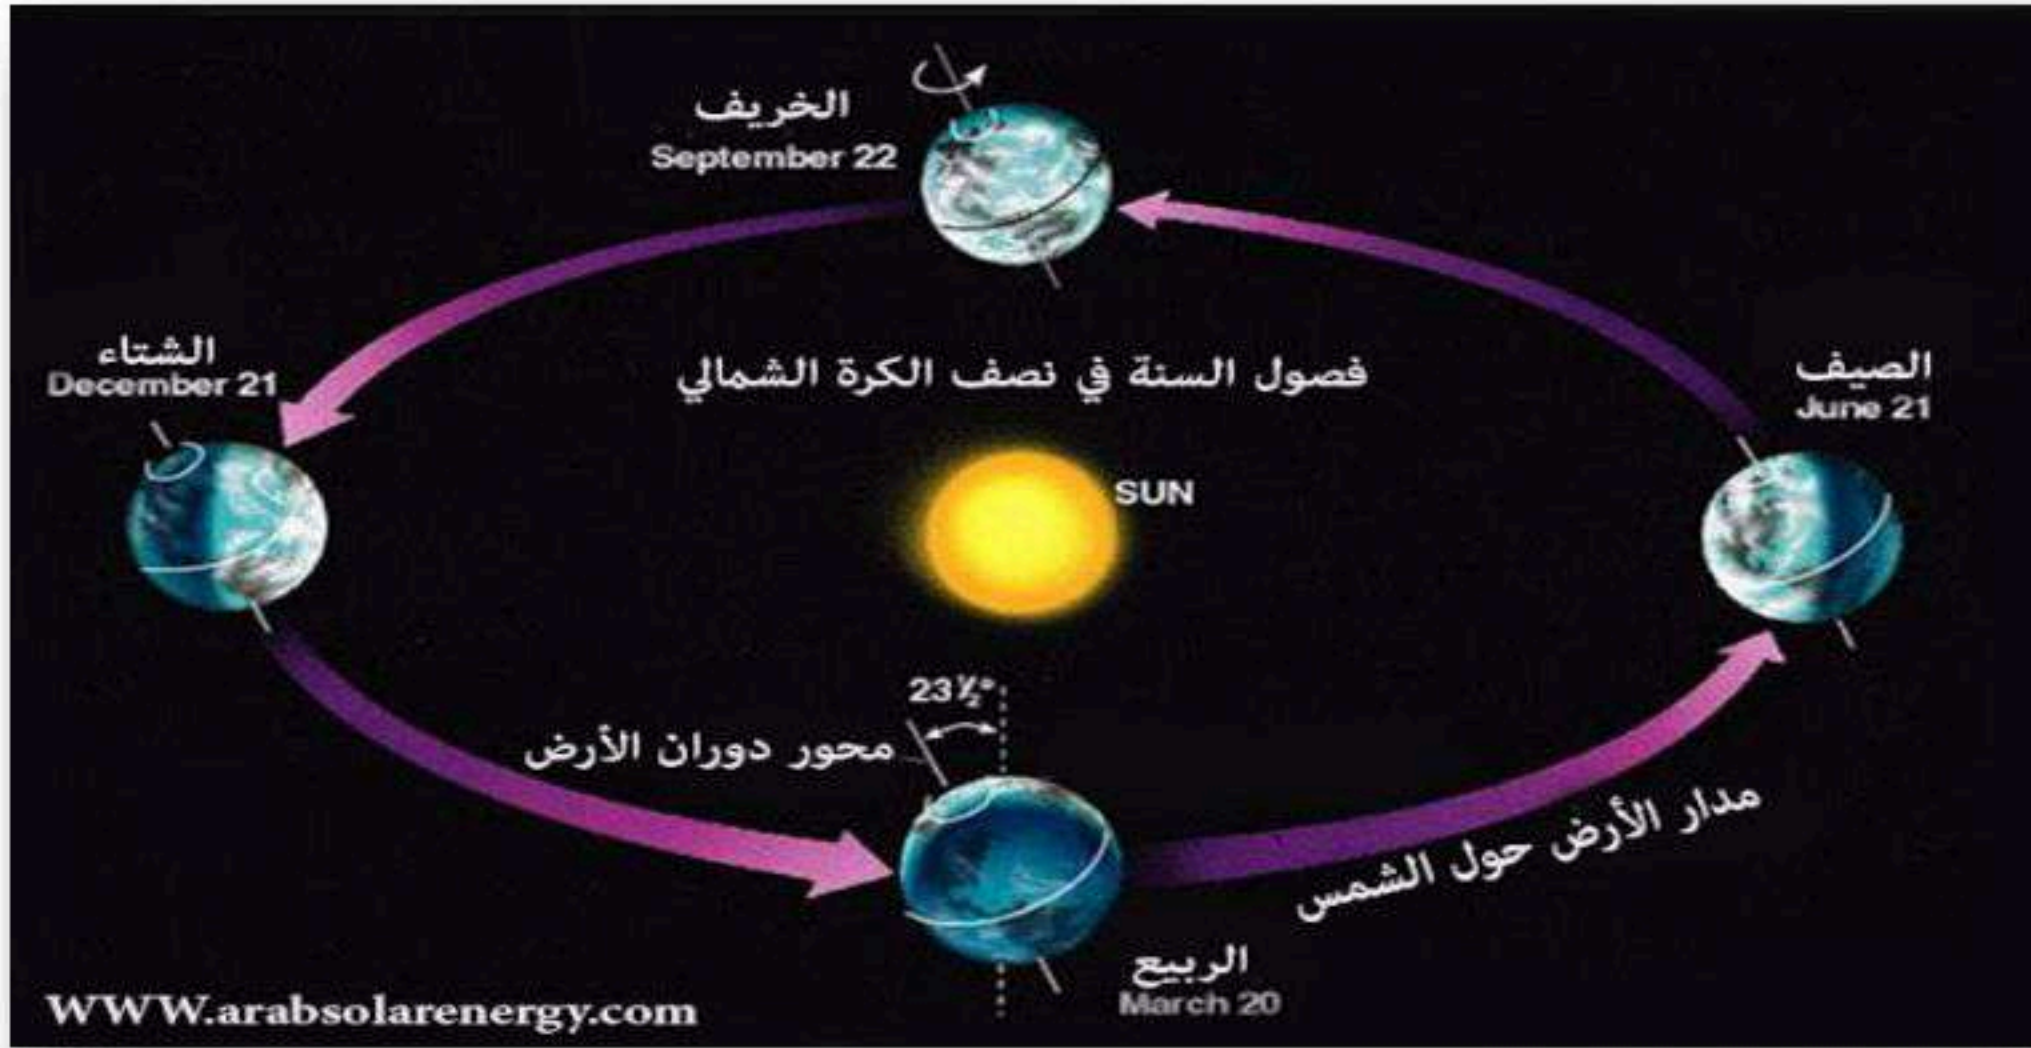 الخريف
September 22
الشتاء
December 21
فصول السنة في نصف الكرة الشمالي
الصيف
June 21
SUN
23½°
محور دوران الأرض
مدار الأرض حول الشمس
الربيع
March 20
WWW.arabsolarenergy.com